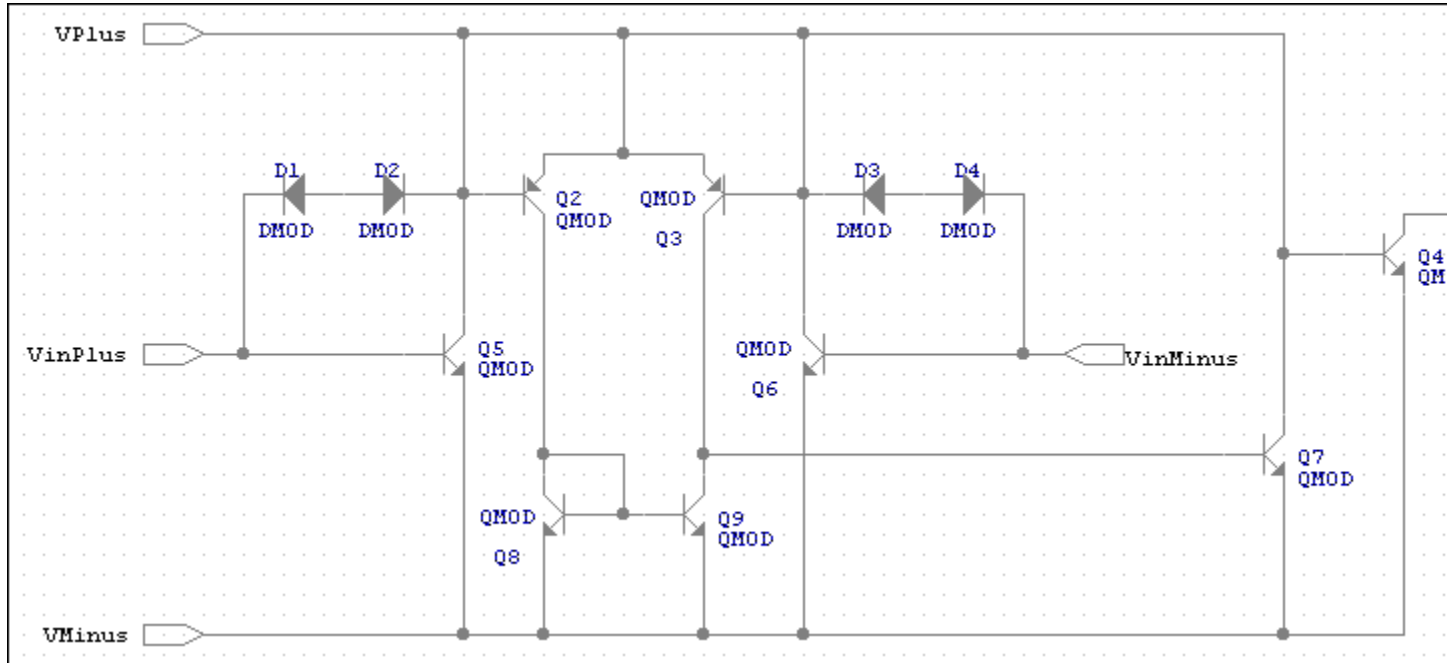 VPlus
D1
D2
D3
D4
DMOD
DMOD
Q2
QMOD
QMOD
Q3
DMOD
DMOD
Q4
VinPlus
Q5
QMOD
QMOD
Q6
VinMinus
Q7
QMOD
QMOD
Q8
Q9
QMOD
VMinus